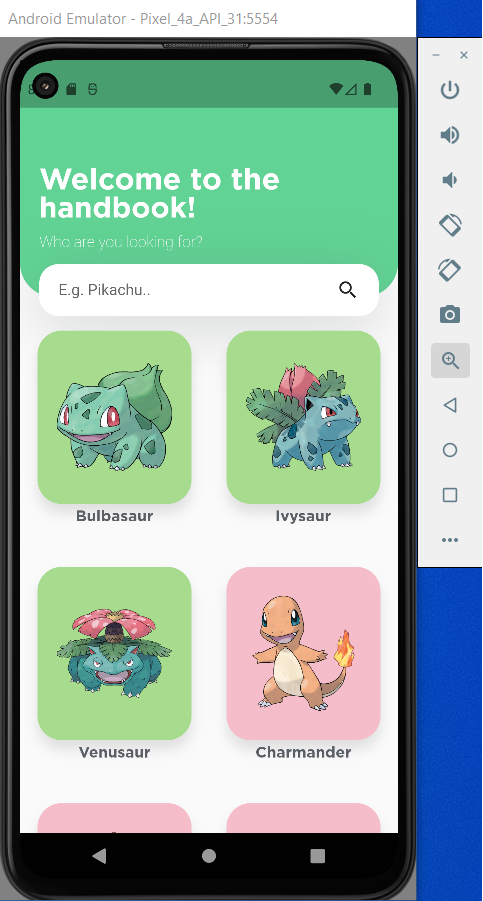 Android Emulator - Pixel_4a_API_31:5554
Welcome to the
handbook!
Who are you looking for?
E.g. Pikachu..
Bulbasaur
Ivysaur
Venusaur
Charmander